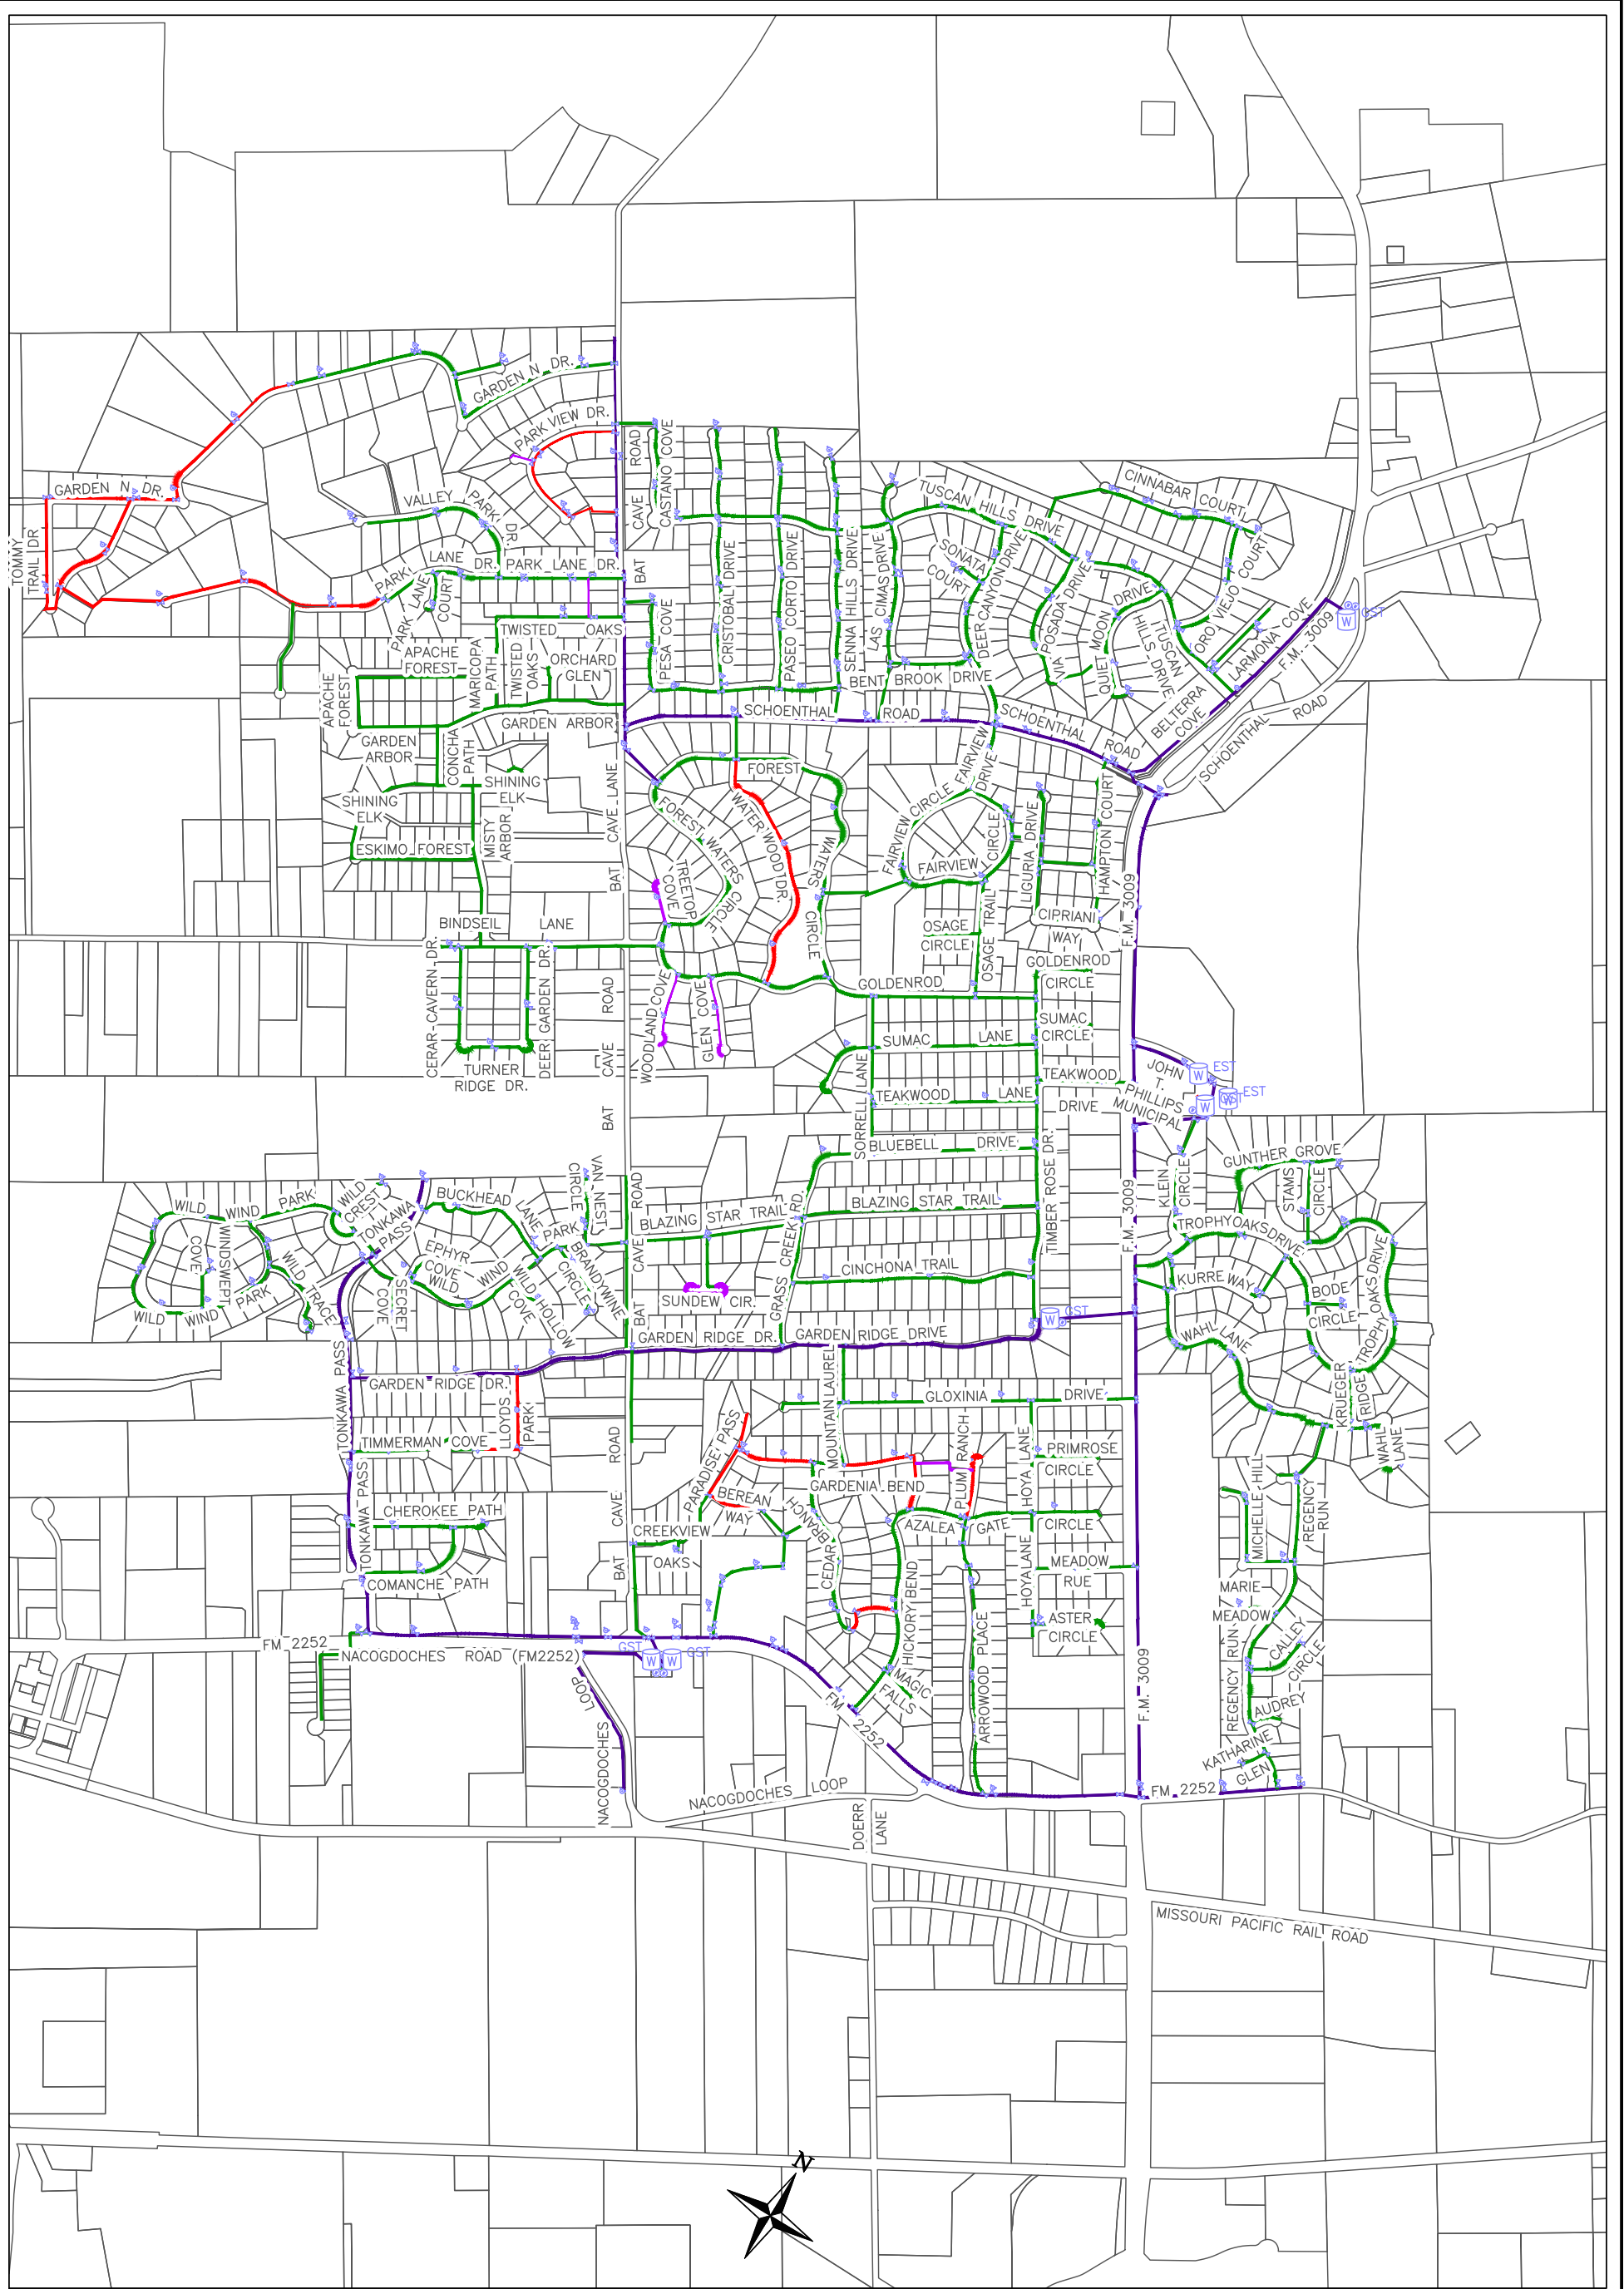 GARDEN N DR.
PARK VIEW DR.
ROAD
CASTANO COVE
CAVE
BAT
GARDEN N DR.
TOMMY
TRAIL DR
VALLEY PARK DR.
PARK LANE DR.
PARK LANE DR.
PARK LANE
COURT
TUSCAN HILLS DRIVE
CINNABAR COURT
SONATA
COURT
DEER CANYON DRIVE
CRISTOBAL DRIVE
PASEO CORTO DRIVE
SENNA HILLS DRIVE
LAS CIMAS DRIVE
VIA POSADA DRIVE
QUIET MOON
DRIVE
TUSCAN
HILLS DRIVE
ORO VIEJO COURT
LARMONA COVE
F.M. 3009
GST
W
BELTERRA
COVE
PESA COVE
TWISTED OAKS
APACHE
FOREST
MARICOPA
PATH
TWISTED
OAKS
ORCHARD
GLEN
APACHE
FOREST
BENT BROOK DRIVE
GARDEN ARBOR
SCHOENTHAL ROAD
SCHOENTHAL ROAD
SCHOENTHAL ROAD
GARDEN
ARBOR
CONCHA
PATH
SHINING
ELK
SHINING
ELK
MISTY
ARBOR
ESKIMO FOREST
CAVE LANE
BAT
FOREST
FOREST WATERS CIRCLE
WATER WOOD DR.
WATERS
CIRCLE
TREETOP
COVE
FAIRVIEW
DRIVE
FAIRVIEW CIRCLE
FAIRVIEW
CIRCLE
LIGURIA DRIVE
HAMPTON COURT
CIPRIANI
WAY
F.M. 3009
OSAGE
CIRCLE
OSAGE TRAIL
BINDSEIL LANE
CERAR-CAVERN DR.
DEER GARDEN DR.
TURNER
RIDGE DR.
ROAD
CAVE
BAT
WOODLAND COVE
GLEN COVE
GOLDENROD
GOLDENROD
CIRCLE
SUMAC LANE
SUMAC
CIRCLE
SORRELL LANE
TEAKWOOD LANE
TEAKWOOD
DRIVE
JOHN
T.
PHILLIPS
MUNICIPAL
W
EST
W
W
EST
BLUEBELL DRIVE
TIMBER ROSE DR.
F.M. 3009
KLEIN
CIRCLE
GUNTHER GROVE
STAMS
CIRCLE
TROPHY OAKS DRIVE
TROPHY OAKS DRIVE
KURRE WAY
BODE
CIRCLE
WAHL LANE
KRUEGER
RIDGE
WAHL
LANE
WILD WIND PARK
WILD
CREST
TONKAWA
PASS
BUCKHEAD
LANE
PARK
VAN NEST
CIRCLE
BRANDYWINE
CIRCLE
WINDSWEPT
COVE
WILD WIND PARK
WILD TRACE
EPHYR
COVE
WILD WIND
WILD HOLLOW
COVE
SECRET
COVE
ROAD
CAVE
BAT
BLAZING STAR TRAIL
BLAZING STAR TRAIL
GRASS CREEK RD.
CINCHONA TRAIL
SUNDEW CIR.
GST
W
GARDEN RIDGE DR.
GARDEN RIDGE DRIVE
GARDEN RIDGE DR.
TONKAWA PASS
LLOYDS
PARK
TIMMERMAN COVE
TONKAWA PASS
CHEROKEE PATH
COMANCHE PATH
ROAD
CAVE
BAT
MOUNTAIN LAUREL
GLOXINIA DRIVE
PARADISE PASS
BEREAN
WAY
CREEKVIEW
OAKS
GARDENIA BEND
PLUM RANCH
HOYA LANE
PRIMROSE
CIRCLE
AZALEA GATE
CIRCLE
CEDAR BRANCH
HICKORY BEND
HOYA LANE
MEADOW
RUE
ASTER
CIRCLE
ARROWOOD PLACE
MAGIC
FALLS
MICHELLE HILL
REGENCY
RUN
MARIE
MEADOW
REGENCY RUN
CALLEY
CIRCLE
AUDREY
KATHARINE
GLEN
F.M. 3009
FM 2252
NACOGDOCHES ROAD (FM2252)
GST
W
W
GST
LOOP
NACOGDOCHES
NACOGDOCHES LOOP
FM 2252
FM 2252
DOERR
LANE
MISSOURI PACIFIC RAIL ROAD
N